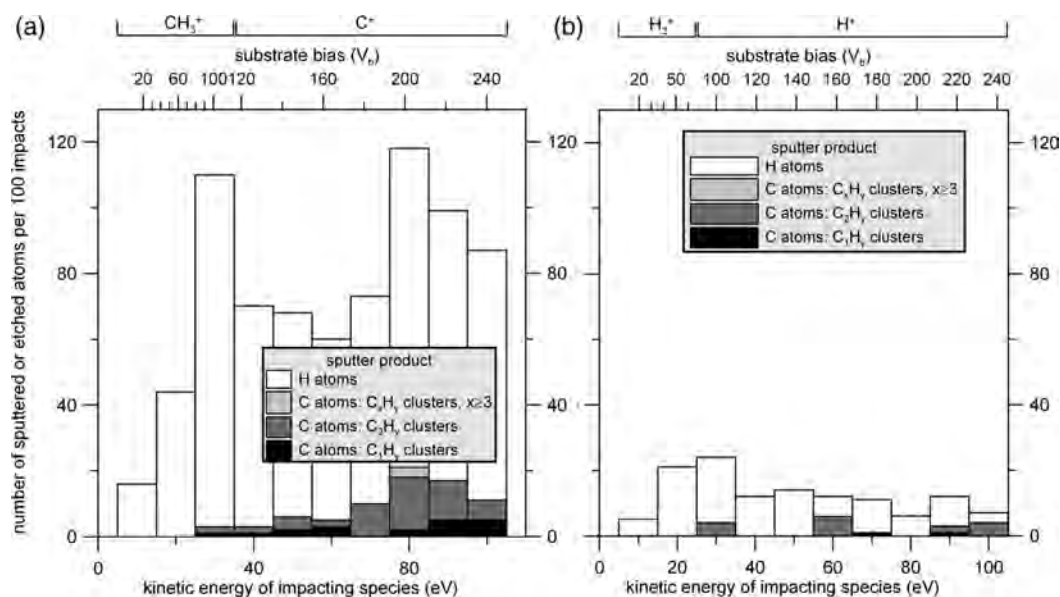 (a)
CH₃⁺ C⁺
substrate bias (Vb)
20 60 100 120 160 200 240
120
80
40
0
120
80
40
0
number of sputtered or etched atoms per 100 impacts
sputter product
H atoms
C atoms: CxHy clusters, x≥3
C atoms: C₂Hy clusters
C atoms: C₁Hy clusters
0 40 80
kinetic energy of impacting species (eV)
(b)
H₂⁺ H⁺
substrate bias (Vb)
20 50 100 120 140 160 180 200 220 240
120
80
40
0
sputter product
H atoms
C atoms: CxHy clusters, x≥3
C atoms: C₂Hy clusters
C atoms: C₁Hy clusters
0 20 40 60 80 100
kinetic energy of impacting species (eV)